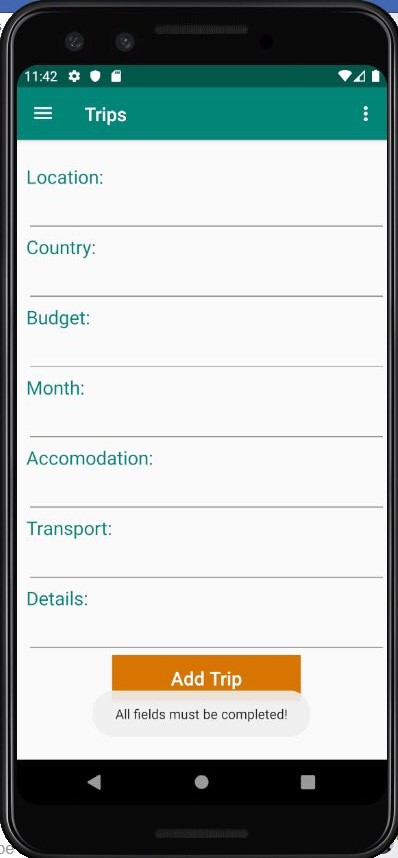 11:42
Trips
Location:
Country:
Budget:
Month:
Accomodation:
Transport:
Details:
Add Trip
All fields must be completed!